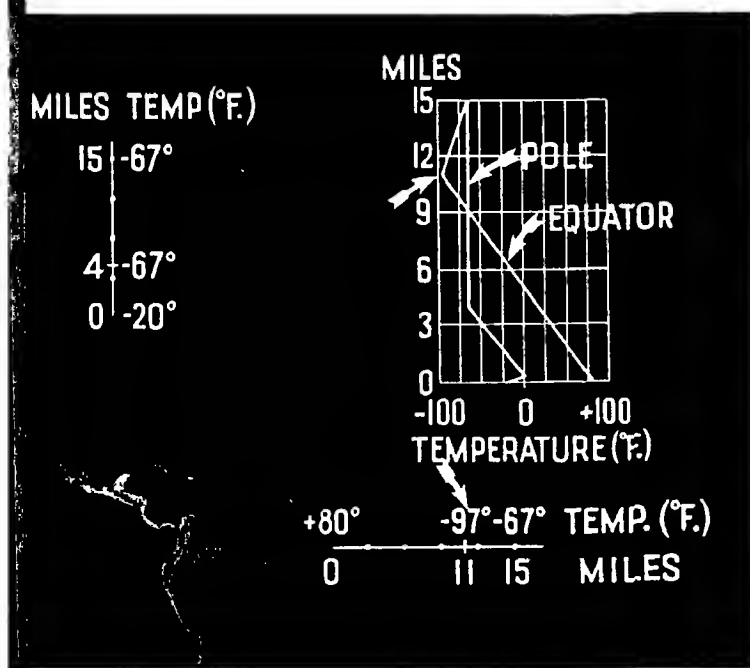 MILES TEMP (°F.)
15 -67°
4 -67°
0 -20°
MILES
15
12
9
6
3
0
POLE
EQUATOR
-100 0 +100
TEMPERATURE (°F.)
+80° -97° -67° TEMP. (°F.)
0 11 15 MILES